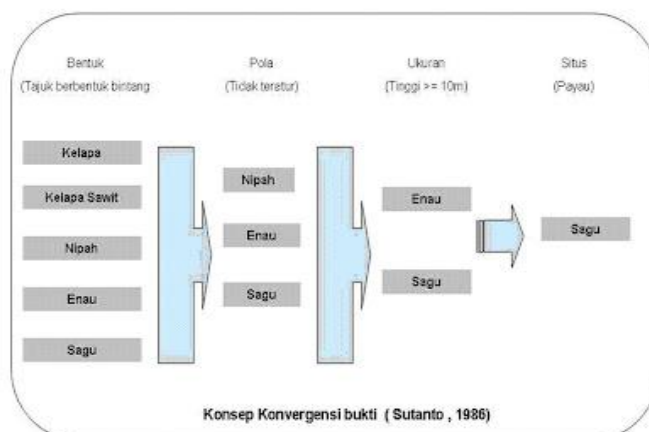 Bentuk
(Tajuk berbentuk bintang
Pola
(Tidak teratur)
Ukuran
(Tinggi >= 10m)
Situs
(Payau)
Kelapa
Kelapa Sawit
Nipah
Enau
Sagu
Nipah
Enau
Sagu
Enau
Sagu
Sagu
Konsep Konvergensi bukti ( Sutanto , 1986)